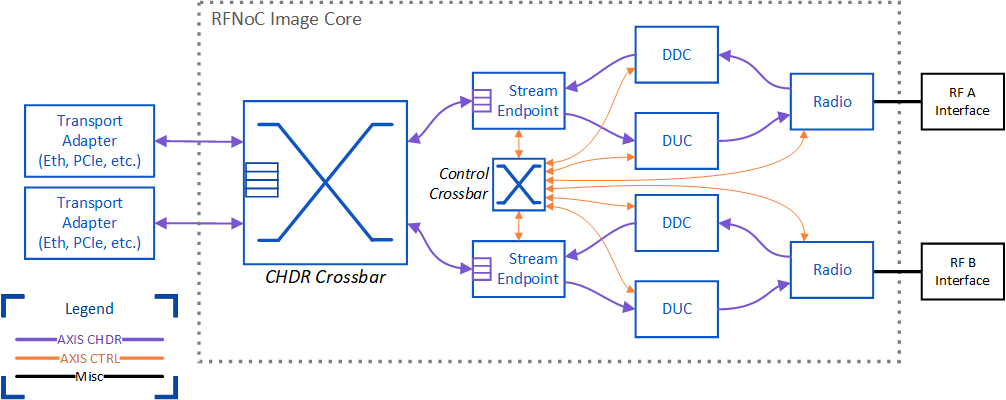 RFNoC Image Core
Transport
Adapter
(Eth, PCIe, etc.)
Transport
Adapter
(Eth, PCIe, etc.)
CHDR Crossbar
Stream
Endpoint
Control
Crossbar
Stream
Endpoint
DDC
DUC
DDC
DUC
Radio
Radio
RF A
Interface
RF B
Interface
Legend
AXIS CHDR
AXIS CTRL
Misc